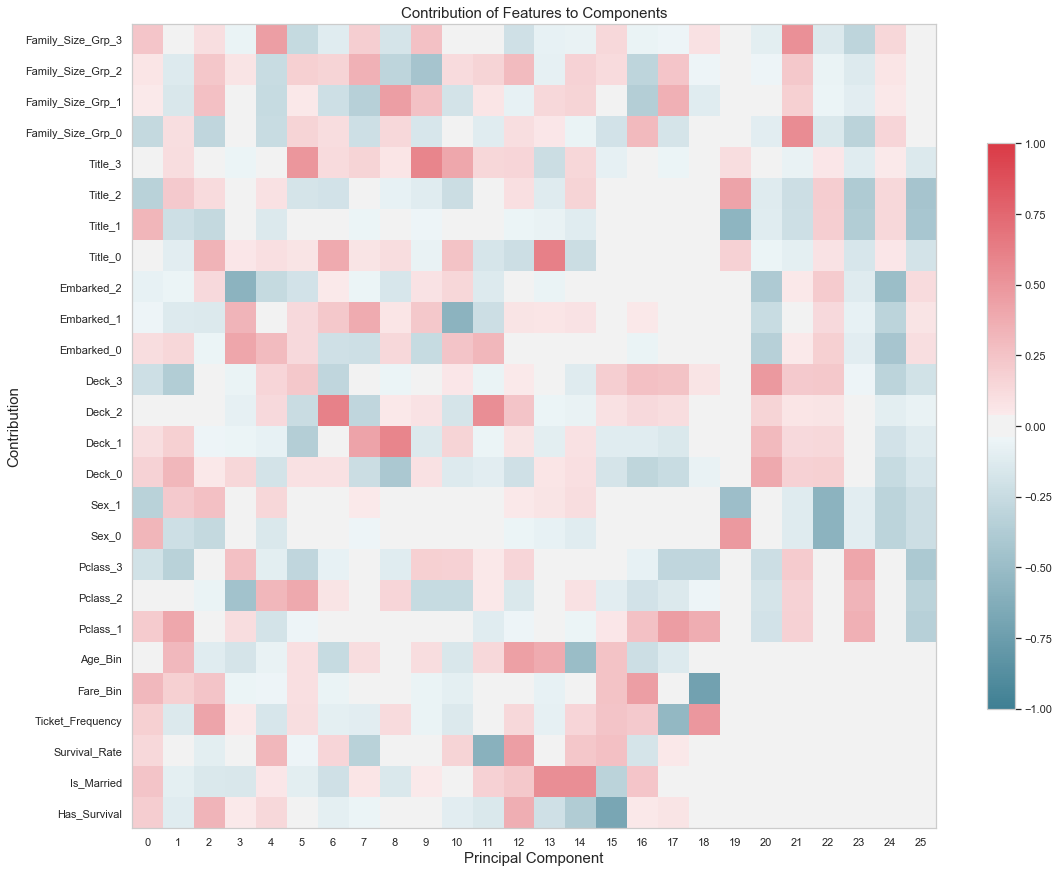 Contribution of Features to Components
Family_Size_Grp_3
Family_Size_Grp_2
Family_Size_Grp_1
Family_Size_Grp_0
Title_3
Title_2
Title_1
Title_0
Embarked_2
Embarked_1
Embarked_0
Deck_3
Deck_2
Deck_1
Deck_0
Sex_1
Sex_0
Pclass_3
Pclass_2
Pclass_1
Age_Bin
Fare_Bin
Ticket_Frequency
Survival_Rate
Is_Married
Has_Survival
Contribution
0 1 2 3 4 5 6 7 8 9 10 11 12 13 14 15 16 17 18 19 20 21 22 23 24 25
Principal Component
1.00
0.75
0.50
0.25
0.00
−0.25
−0.50
−0.75
−1.00